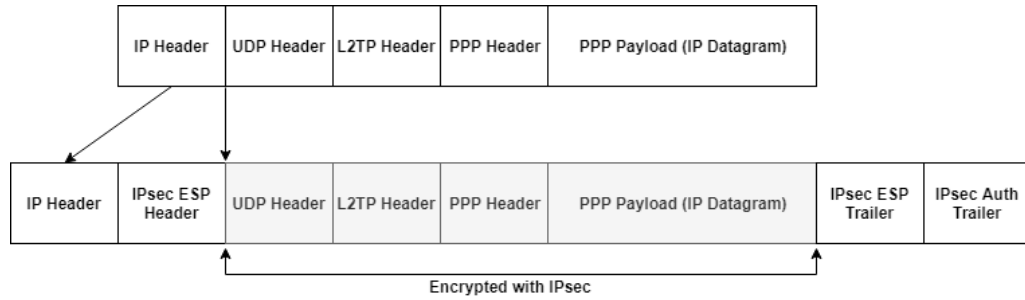 IP Header
UDP Header
L2TP Header
PPP Header
PPP Payload (IP Datagram)
IP Header
IPsec ESP
Header
UDP Header
L2TP Header
PPP Header
PPP Payload (IP Datagram)
IPsec ESP
Trailer
IPsec Auth
Trailer
Encrypted with IPsec